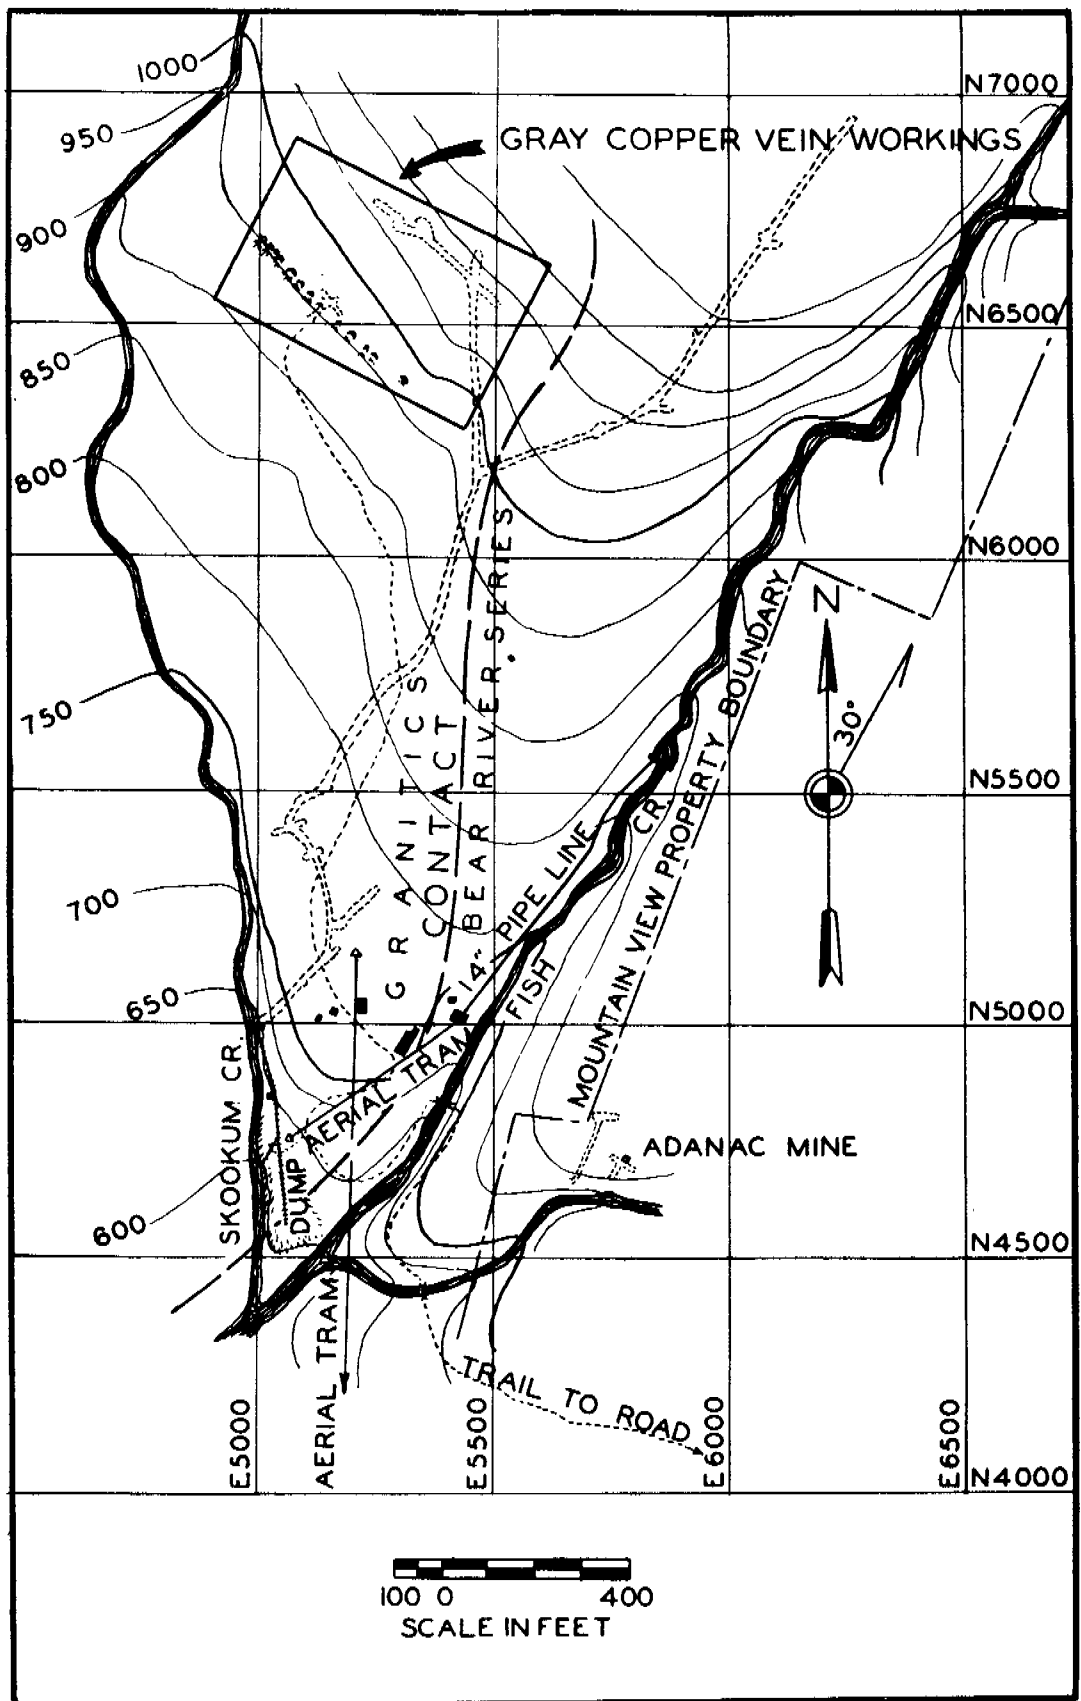 1000
N7000
950
GRAY COPPER VEIN WORKINGS
900
N6500
850
800
N6000
N
750
30°
N5500
700
650
N5000
600
N4500
GRANITICS
CONTACT
BEAR RIVER SERIES
14" PIPE LINE
FISH CR.
MOUNTAIN VIEW PROPERTY BOUNDARY
SKOOKUM CR.
AERIAL TRAM
DUMP
ADANAC MINE
AERIAL TRAM
TRAIL TO ROAD
E5000
E5500
E6000
E6500
N4000
100 0 400
SCALE IN FEET